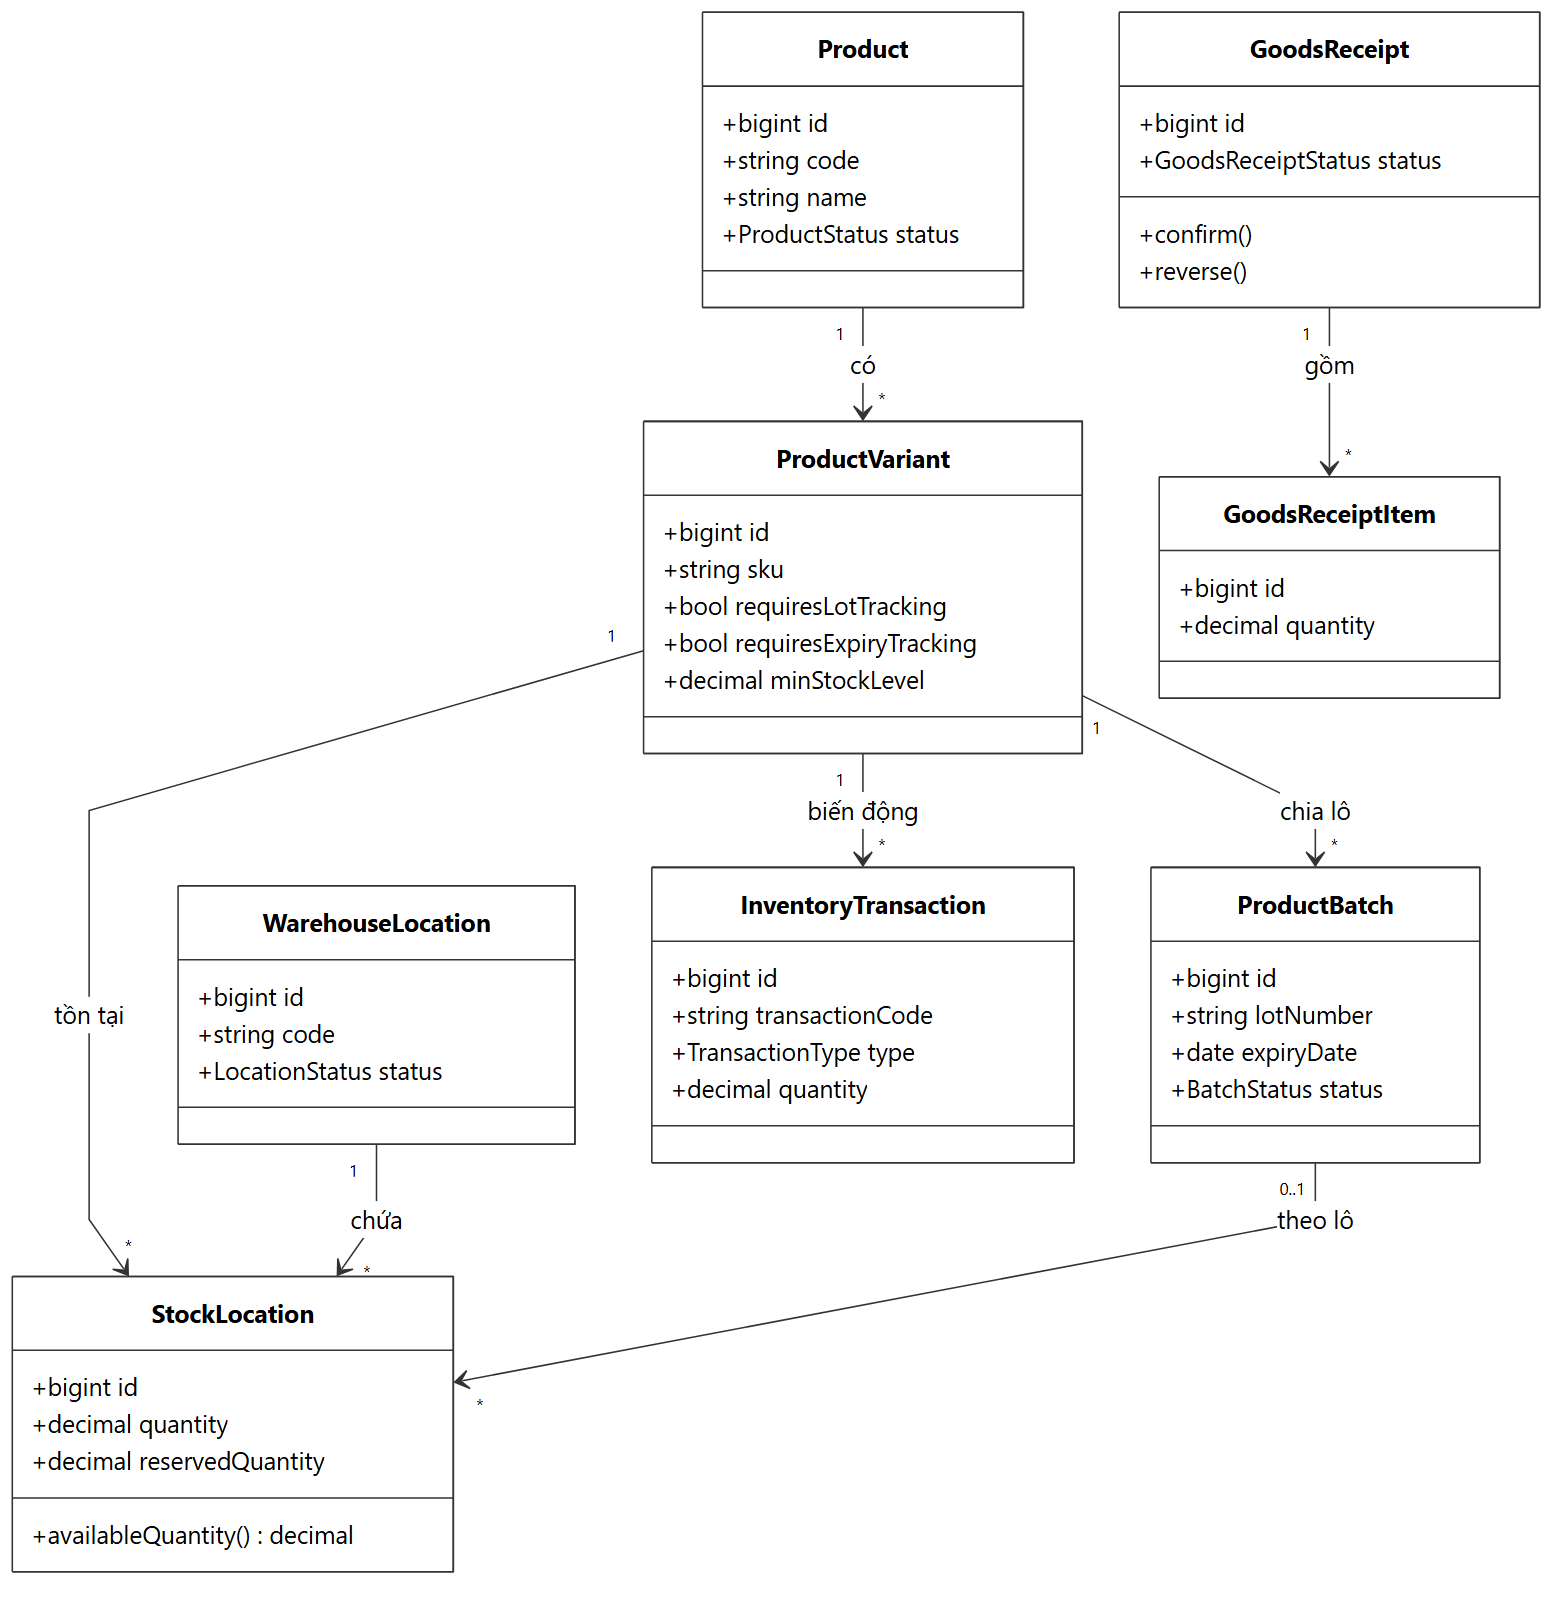 Product
+bigint id
+string code
+string name
+ProductStatus status
GoodsReceipt
+bigint id
+GoodsReceiptStatus status
+confirm()
+reverse()
1
có
*
1
gồm
*
ProductVariant
+bigint id
+string sku
+bool requiresLotTracking
+bool requiresExpiryTracking
+decimal minStockLevel
GoodsReceiptItem
+bigint id
+decimal quantity
1
tồn tại
*
1
biến động
*
1
chia lô
*
WarehouseLocation
+bigint id
+string code
+LocationStatus status
InventoryTransaction
+bigint id
+string transactionCode
+TransactionType type
+decimal quantity
ProductBatch
+bigint id
+string lotNumber
+date expiryDate
+BatchStatus status
1
chứa
*
0..1
theo lô
*
StockLocation
+bigint id
+decimal quantity
+decimal reservedQuantity
+availableQuantity() : decimal